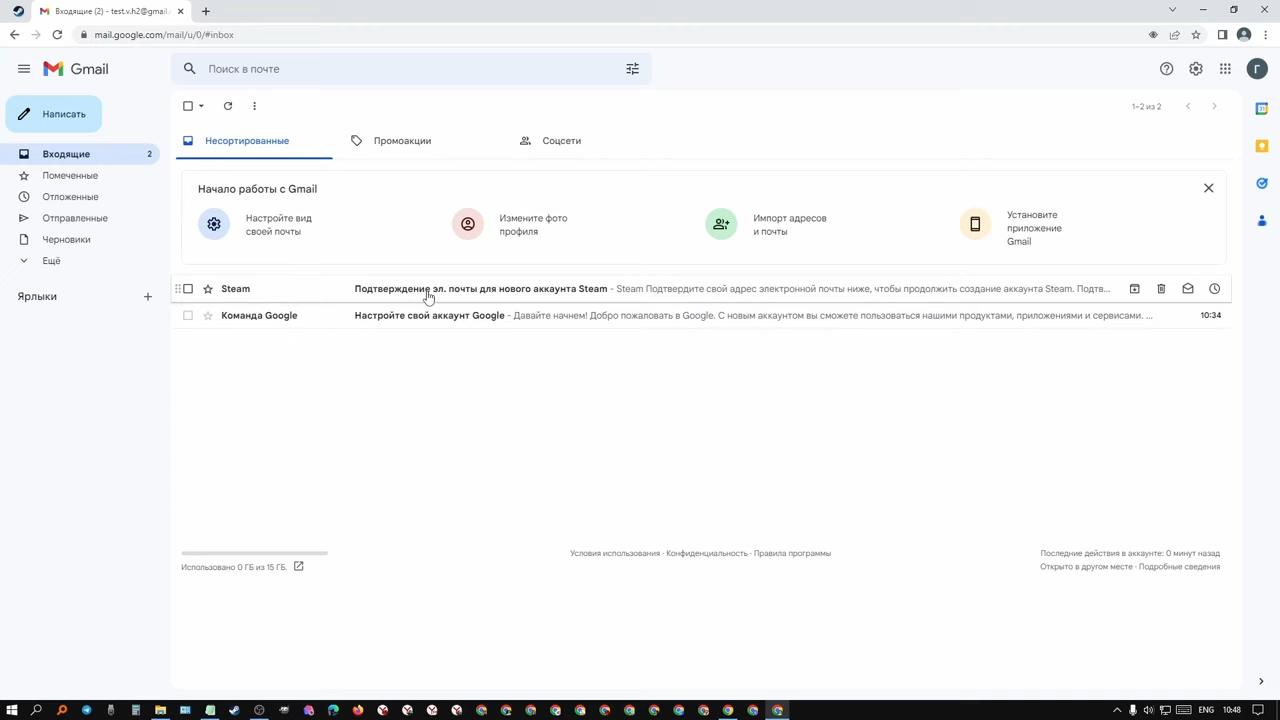 Входящие (2) - test.v.h2@gmail.
mail.google.com/mail/u/0/#inbox
Gmail
Поиск в почте
Г
Написать
1–2 из 2
Несортированные
Промоакции
Соцсети
Входящие
2
Помеченные
Отложенные
Отправленные
Черновики
Ещё
Ярлыки
Начало работы с Gmail
Настройте вид
своей почты
Измените фото
профиля
Импорт адресов
и почты
Установите
приложение
Gmail
Steam
Подтверждение эл. почты для нового аккаунта Steam - Steam Подтвердите свой адрес электронной почты ниже, чтобы продолжить создание аккаунта Steam. Подтв...
Команда Google
Настройте свой аккаунт Google - Давайте начнем! Добро пожаловать в Google. С новым аккаунтом вы сможете пользоваться нашими продуктами, приложениями и сервисами. ...
10:34
Использовано 0 ГБ из 15 ГБ.
Условия использования · Конфиденциальность · Правила программы
Последние действия в аккаунте: 0 минут назад
Открыто в другом месте · Подробные сведения
ENG
10:48